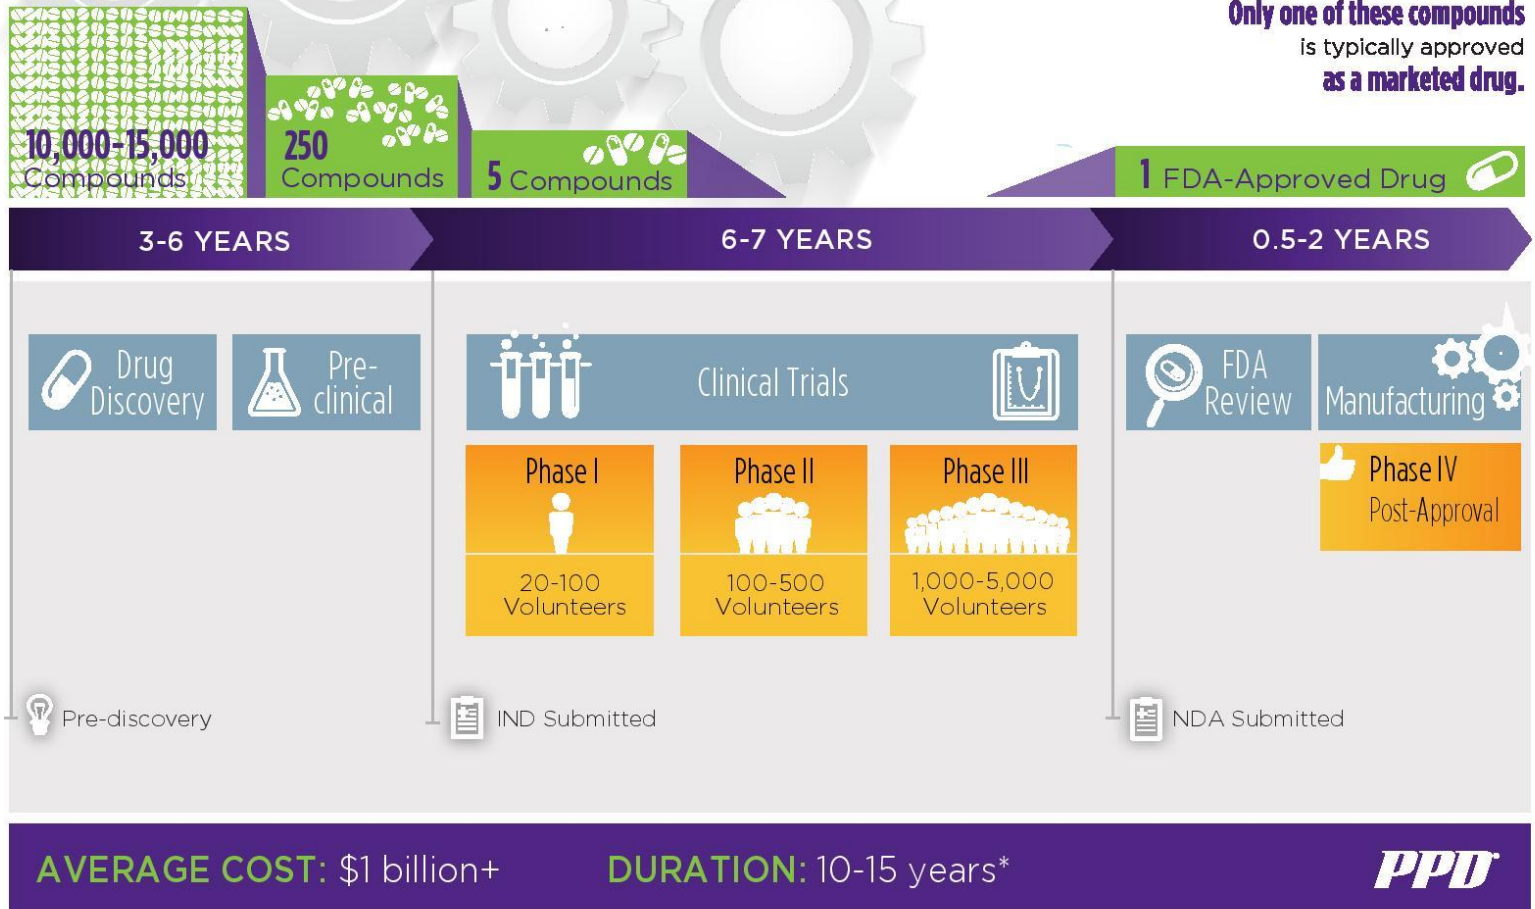 Only one of these compounds
is typically approved
as a marketed drug.
10,000-15,000
Compounds
250
Compounds
5 Compounds
1 FDA-Approved Drug
3-6 YEARS
6-7 YEARS
0.5-2 YEARS
Drug
Discovery
Pre-
clinical
Clinical Trials
FDA
Review
Manufacturing
Phase I
Phase II
Phase III
Phase IV
Post-Approval
20-100
Volunteers
100-500
Volunteers
1,000-5,000
Volunteers
Pre-discovery
IND Submitted
NDA Submitted
AVERAGE COST: $1 billion+
DURATION: 10-15 years*
PPD